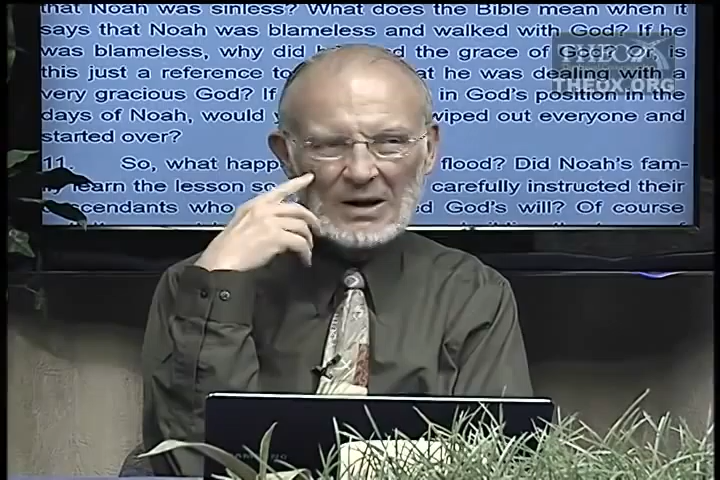 that Noah was sinless? What does the Bible mean when it
says that Noah was blameless and walked with God? If he
was blameless, why did the grace of Or, is
this just a reference to at he was dealing with a
very gracious God? If in God's position in the
days of Noah, would wiped out everyone and
started over?
11. So, what happ flood? Did Noah's fam-
ily learn the lesson so carefully instructed their
descendants who d God's will? Of course
THEOX
THEOX.ORG